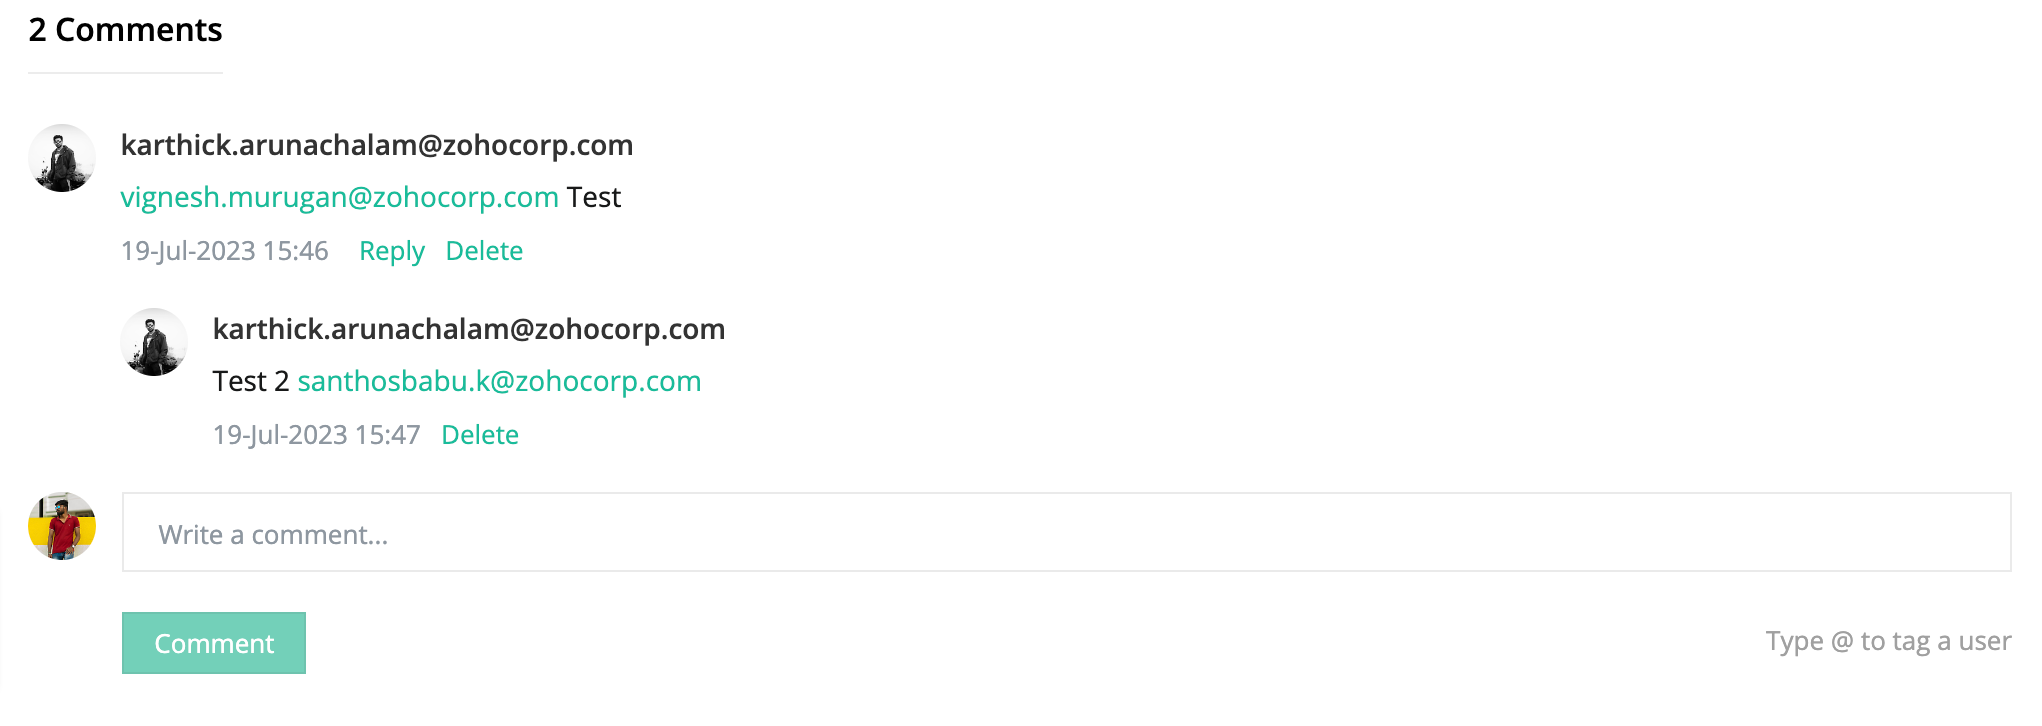 2 Comments
karthick.arunachalam@zohocorp.com
vignesh.murugan@zohocorp.com Test
19-Jul-2023 15:46 Reply Delete
karthick.arunachalam@zohocorp.com
Test 2 santhosbabu.k@zohocorp.com
19-Jul-2023 15:47 Delete
Write a comment...
Comment
Type @ to tag a user